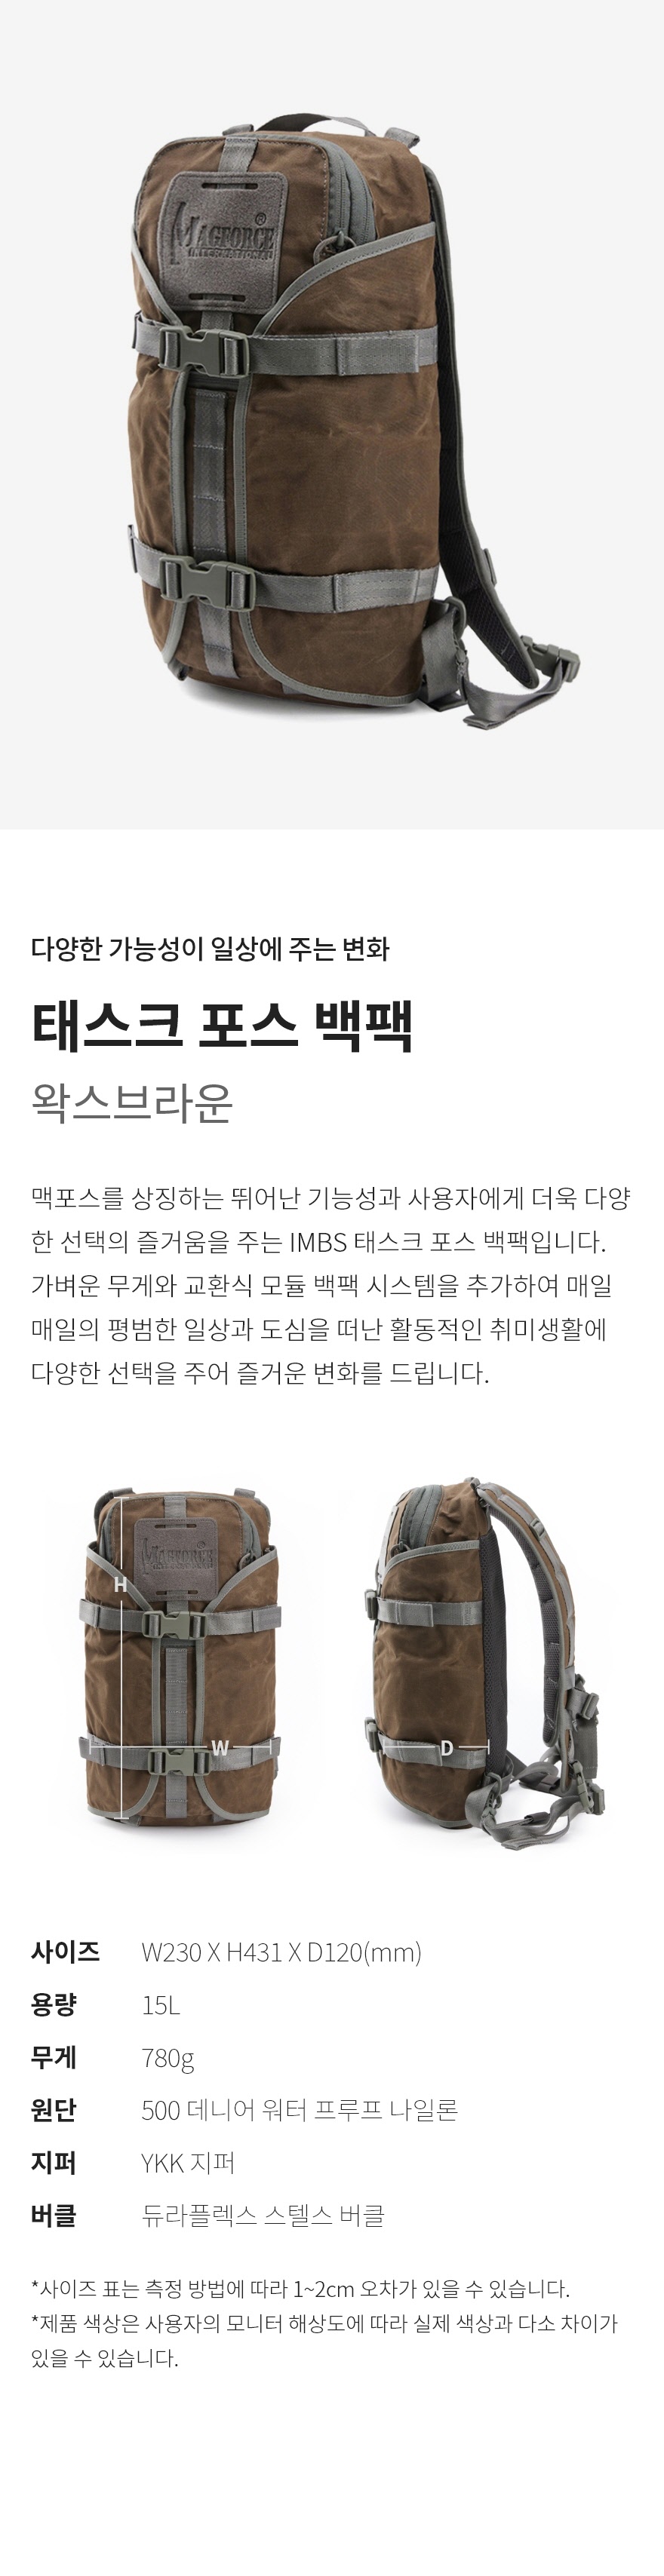 MAGFORCE®
INTERNATIONAL
다양한 가능성이 일상에 주는 변화
태스크 포스 백팩
왁스브라운
맥포스를 상징하는 뛰어난 기능성과 사용자에게 더욱 다양
한 선택의 즐거움을 주는 IMBS 태스크 포스 백팩입니다.
가벼운 무게와 교환식 모듈 백팩 시스템을 추가하여 매일
매일의 평범한 일상과 도심을 떠난 활동적인 취미생활에
다양한 선택을 주어 즐거운 변화를 드립니다.
MAGFORCE
H
W
D
사이즈 W230 X H431 X D120(mm)
용량 15L
무게 780g
원단 500 데니어 워터 프루프 나일론
지퍼 YKK 지퍼
버클 듀라플렉스 스텔스 버클
*사이즈 표는 측정 방법에 따라 1~2cm 오차가 있을 수 있습니다.
*제품 색상은 사용자의 모니터 해상도에 따라 실제 색상과 다소 차이가
있을 수 있습니다.